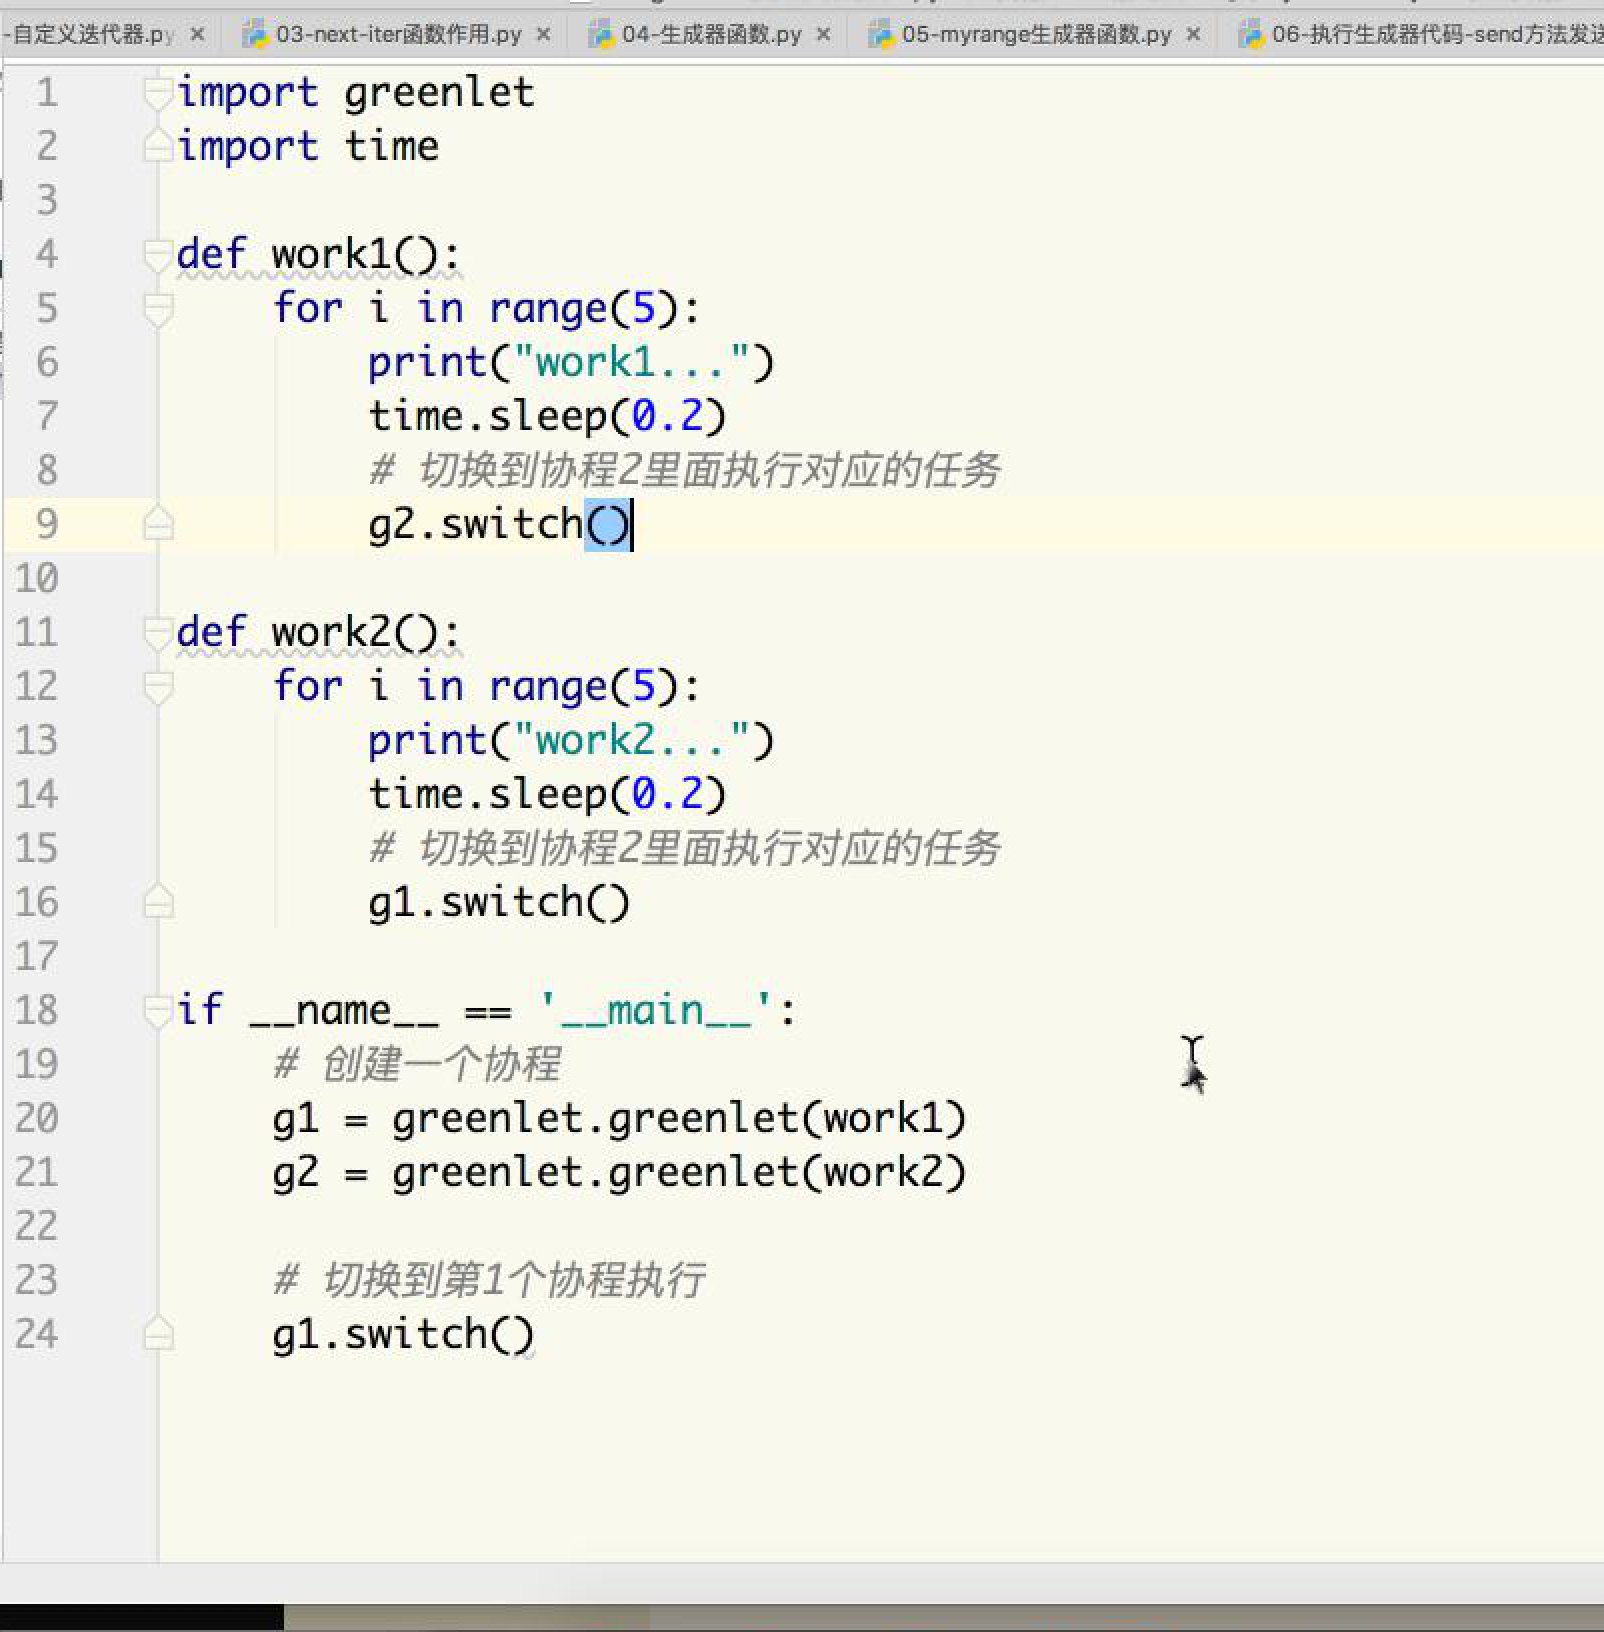 -自定义迭代器.py 03-next-iter函数作用.py 04-生成器函数.py 05-myrange生成器函数.py 06-执行生成器代码-send方法发送
1 import greenlet
2 import time
3
4 def work1():
5 for i in range(5):
6 print("work1...")
7 time.sleep(0.2)
8 # 切换到协程2里面执行对应的任务
9 g2.switch()
10
11 def work2():
12 for i in range(5):
13 print("work2...")
14 time.sleep(0.2)
15 # 切换到协程2里面执行对应的任务
16 g1.switch()
17
18 if __name__ == '__main__':
19 # 创建一个协程
20 g1 = greenlet.greenlet(work1)
21 g2 = greenlet.greenlet(work2)
22
23 # 切换到第1个协程执行
24 g1.switch()